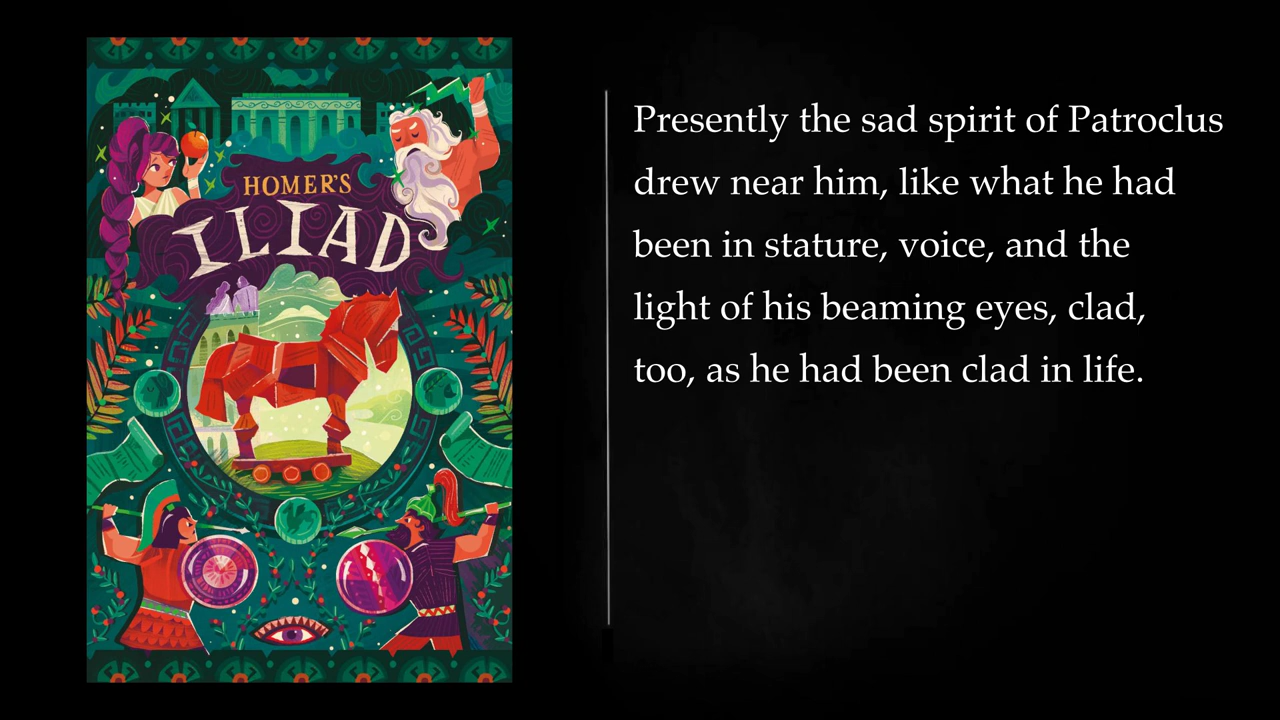 HOMER'S
ILIAD
Presently the sad spirit of Patroclus
drew near him, like what he had
been in stature, voice, and the
light of his beaming eyes, clad,
too, as he had been clad in life.